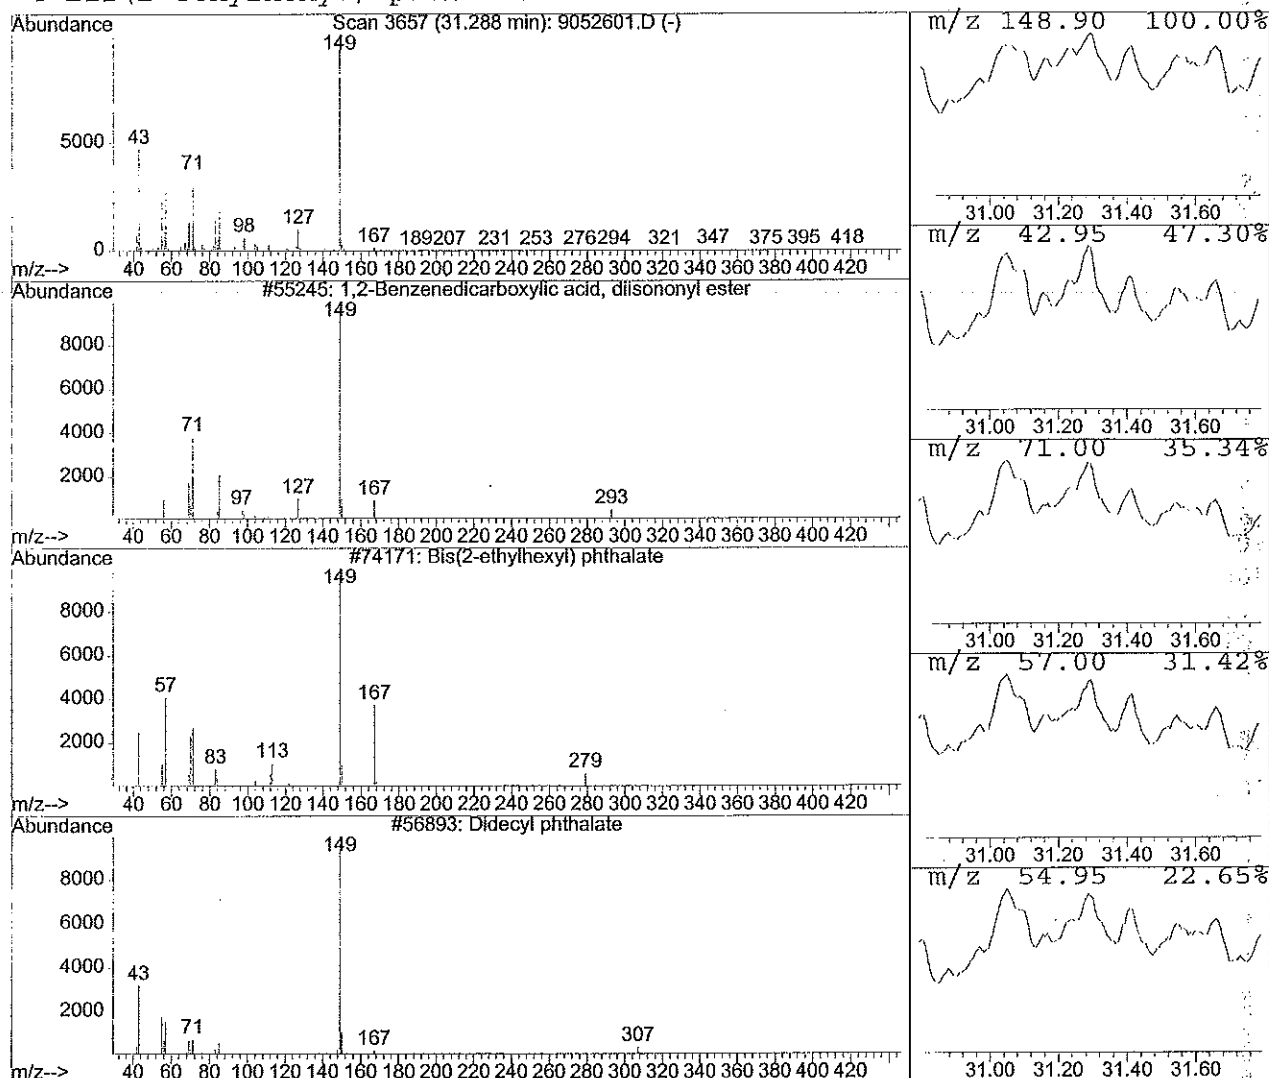 Abundance
Scan 3657 (31.288 min): 9052601.D (-)
149
5000
43
71
98
127
167 189 207 231 253 276 294 321 347 375 395 418
0
m/z-->
40 60 80 100 120 140 160 180 200 220 240 260 280 300 320 340 360 380 400 420
Abundance
#55245: 1,2-Benzenedicarboxylic acid, diisononyl ester
149
8000
6000
4000
2000
71
97
127
167
293
m/z-->
40 60 80 100 120 140 160 180 200 220 240 260 280 300 320 340 360 380 400 420
Abundance
#74171: Bis(2-ethylhexyl) phthalate
149
8000
6000
4000
2000
57
83
113
167
279
m/z-->
40 60 80 100 120 140 160 180 200 220 240 260 280 300 320 340 360 380 400 420
Abundance
#56893: Didecyl phthalate
149
8000
6000
4000
2000
43
71
167
307
m/z-->
40 60 80 100 120 140 160 180 200 220 240 260 280 300 320 340 360 380 400 420
m/z 148.90 100.00%
31.00 31.20 31.40 31.60
m/z 42.95 47.30%
31.00 31.20 31.40 31.60
m/z 71.00 35.34%
31.00 31.20 31.40 31.60
m/z 57.00 31.42%
31.00 31.20 31.40 31.60
m/z 54.95 22.65%
31.00 31.20 31.40 31.60